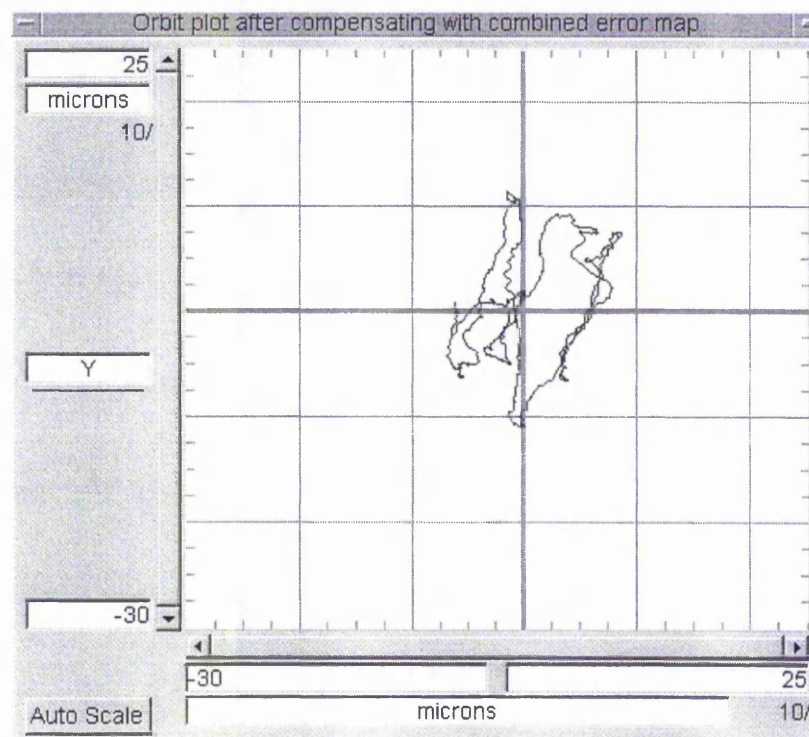 Orbit plot after compensating with combined error map
25
microns
10/
Y
-30
-30
25
Auto Scale
microns
10/